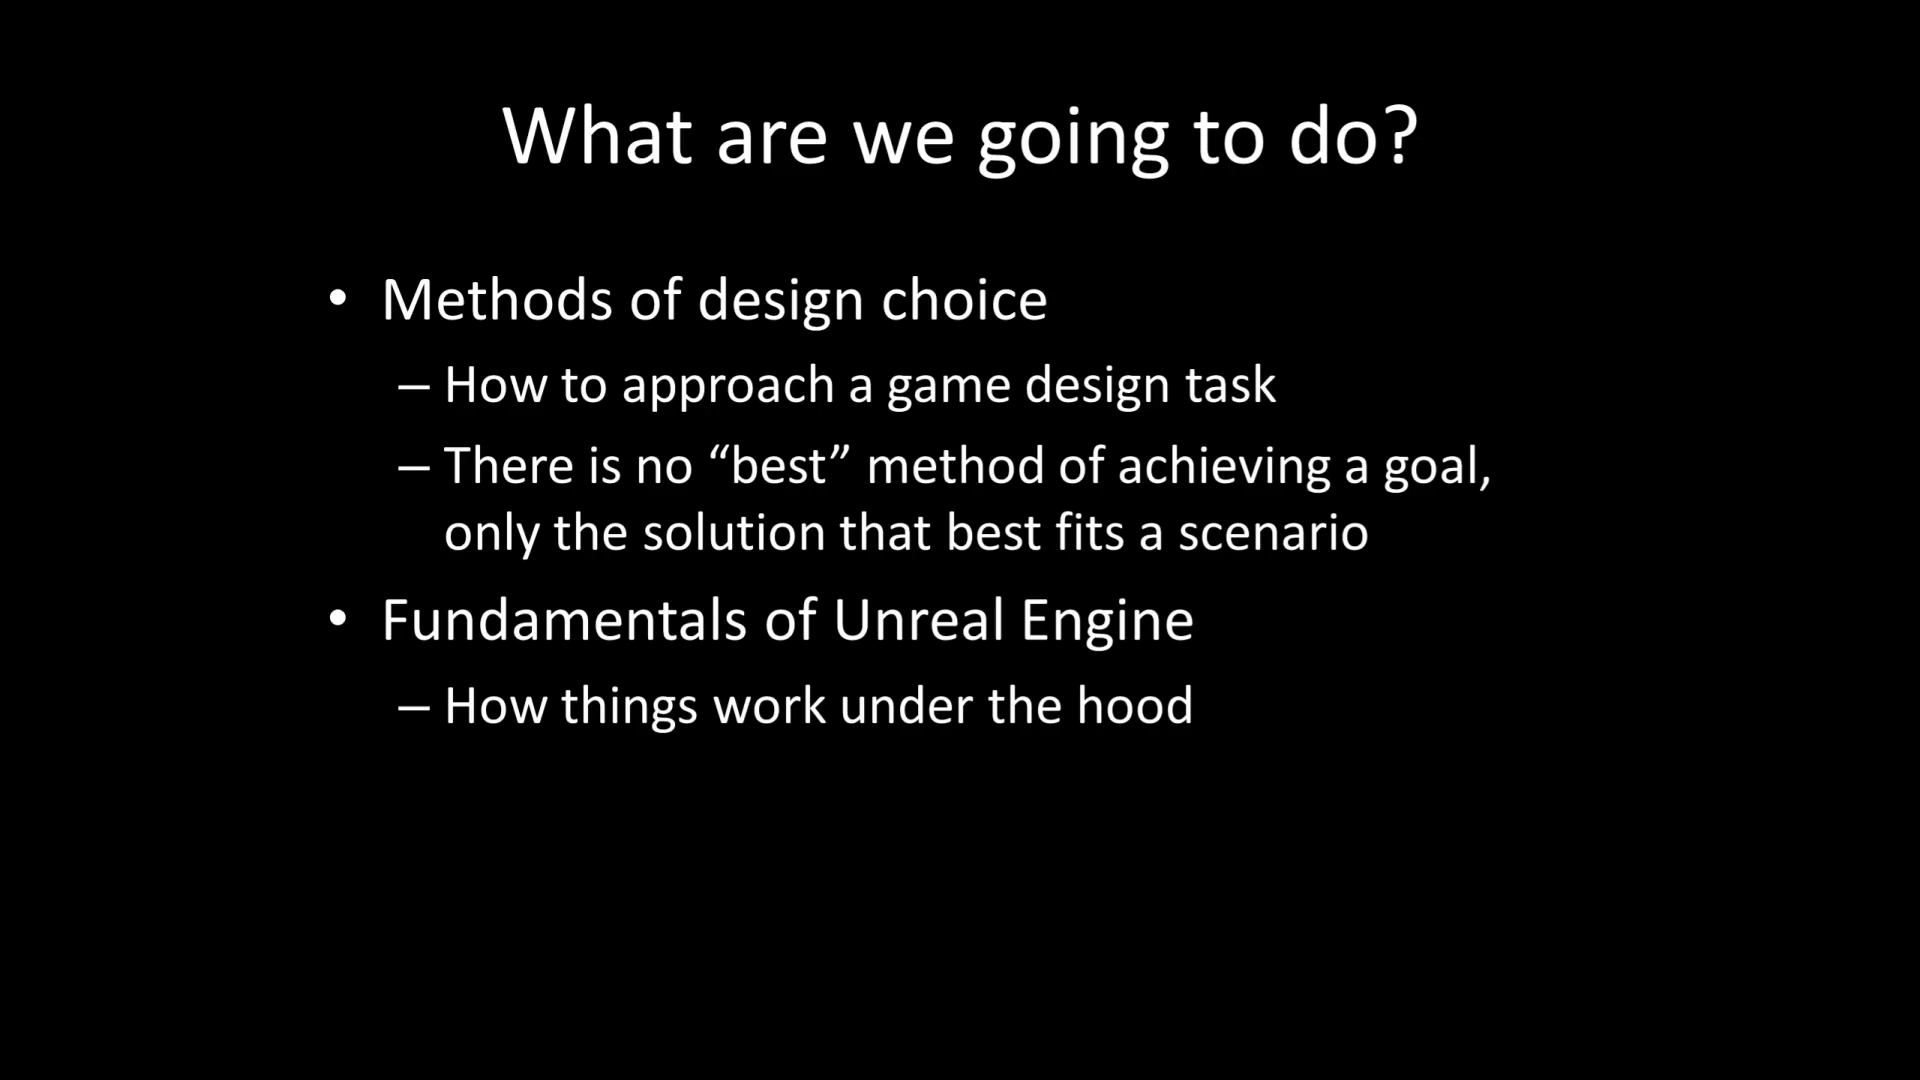 What are we going to do?
• Methods of design choice
– How to approach a game design task
– There is no “best” method of achieving a goal,
only the solution that best fits a scenario
• Fundamentals of Unreal Engine
– How things work under the hood